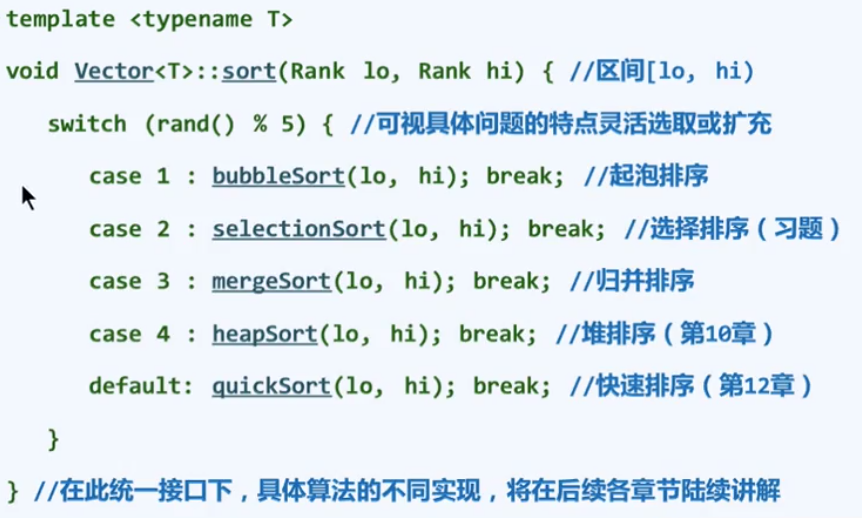 template <typename T>
void Vector<T>::sort(Rank lo, Rank hi) { //区间[lo, hi)
switch (rand() % 5) { //可视具体问题的特点灵活选取或扩充
case 1 : bubbleSort(lo, hi); break; //起泡排序
case 2 : selectionSort(lo, hi); break; //选择排序（习题）
case 3 : mergeSort(lo, hi); break; //归并排序
case 4 : heapSort(lo, hi); break; //堆排序（第10章）
default: quickSort(lo, hi); break; //快速排序（第12章）
}
} //在此统一接口下，具体算法的不同实现，将在后续各章节陆续讲解